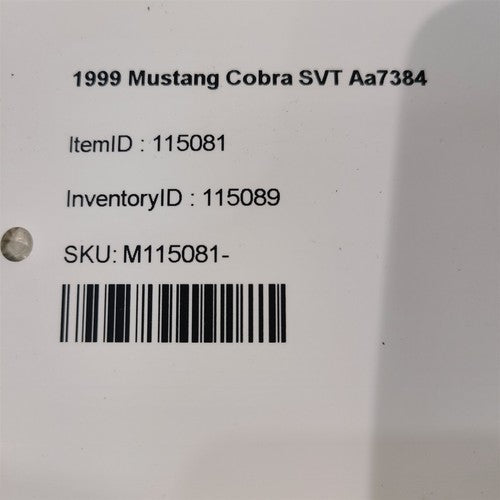 1999 Mustang Cobra SVT Aa7384
ItemID : 115081
InventoryID : 115089
SKU: M115081-